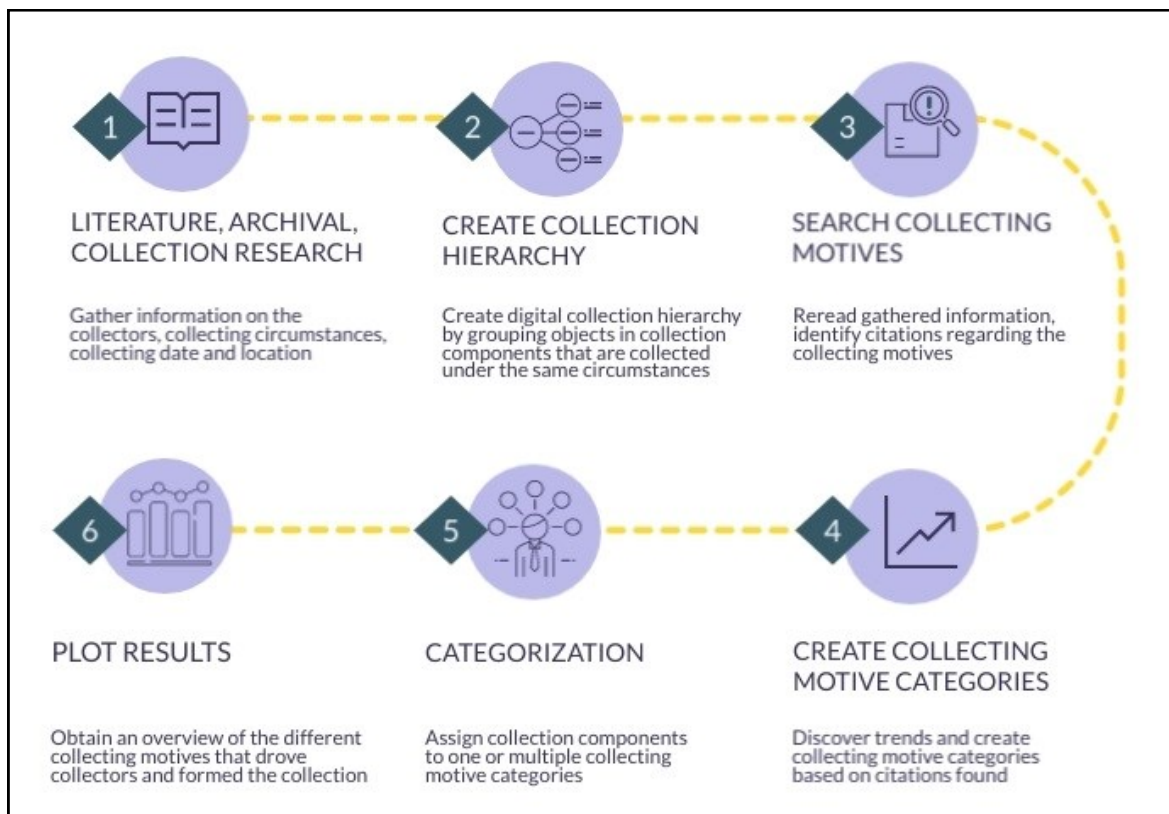 1
LITERATURE, ARCHIVAL,
COLLECTION RESEARCH
Gather information on the
collectors, collecting circumstances,
collecting date and location
2
CREATE COLLECTION
HIERARCHY
Create digital collection hierarchy
by grouping objects in collection
components that are collected
under the same circumstances
3
SEARCH COLLECTING
MOTIVES
Reread gathered information,
identify citations regarding the
collecting motives
4
CREATE COLLECTING
MOTIVE CATEGORIES
Discover trends and create
collecting motive categories
based on citations found
5
CATEGORIZATION
Assign collection components
to one or multiple collecting
motive categories
6
PLOT RESULTS
Obtain an overview of the different
collecting motives that drove
collectors and formed the collection